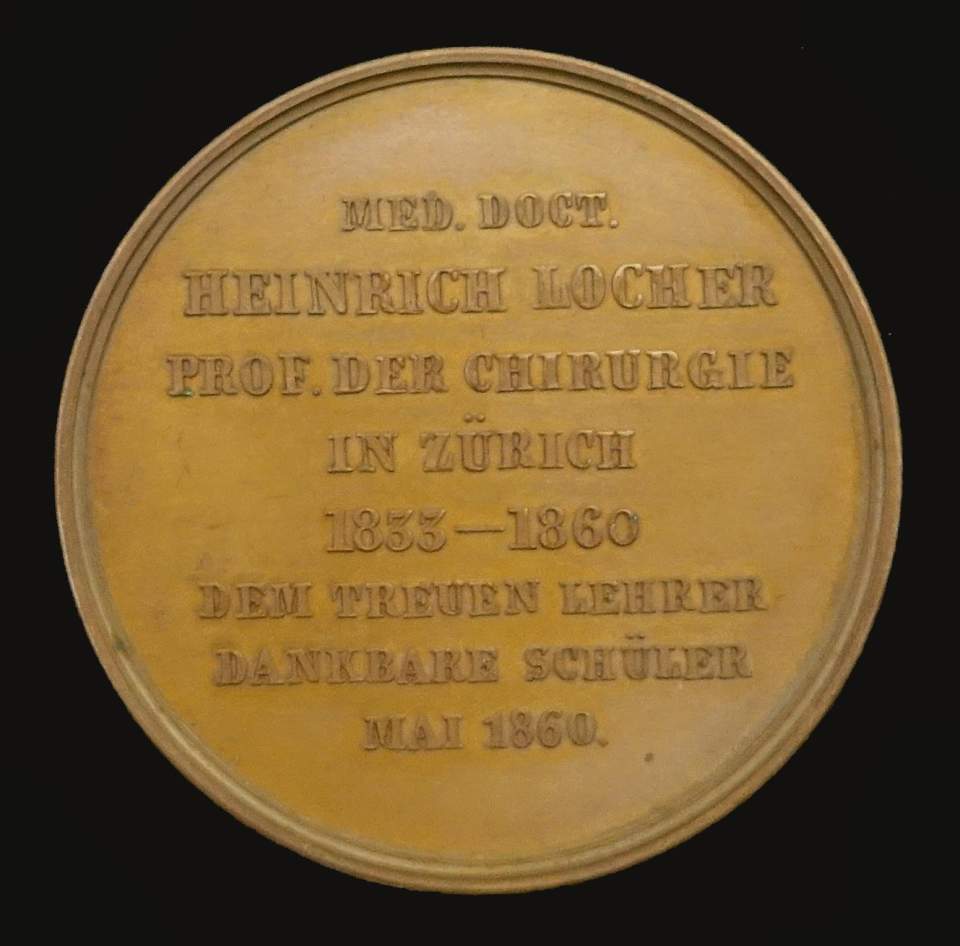 MED. DOCT.
HEINRICH LOCHER
PROF. DER CHIRURGIE
IN ZÜRICH
1833—1860
DEM TREUEN LEHRER
DANKBARE SCHÜLER
MAI 1860.